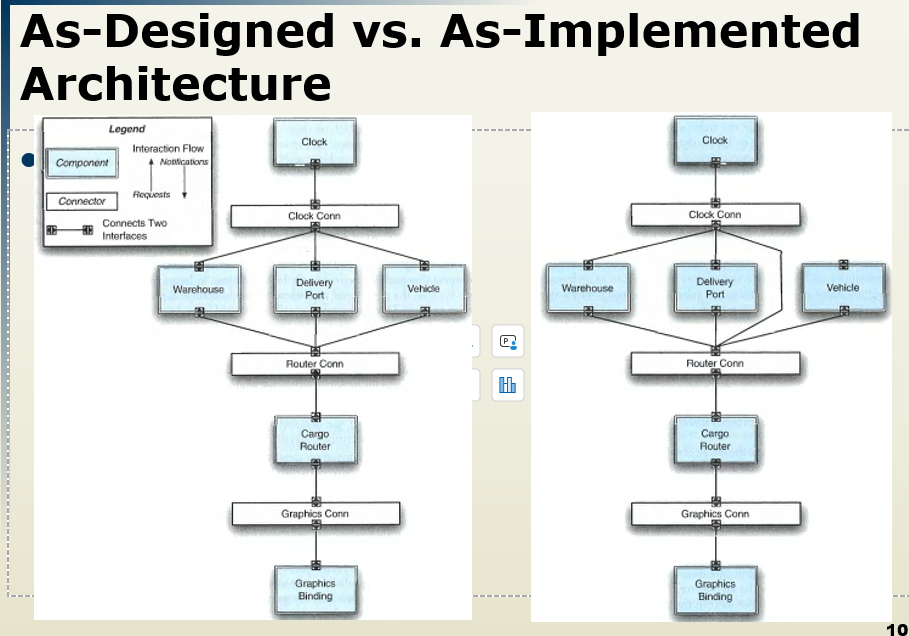 As-Designed vs. As-Implemented
Architecture
Legend
Component
Interaction Flow
Notifications
Requests
Connector
Connects Two
Interfaces
Clock
Clock Conn
Warehouse
Delivery
Port
Vehicle
Router Conn
Cargo
Router
Graphics Conn
Graphics
Binding
Clock
Clock Conn
Warehouse
Delivery
Port
Vehicle
Router Conn
Cargo
Router
Graphics Conn
Graphics
Binding
P
19